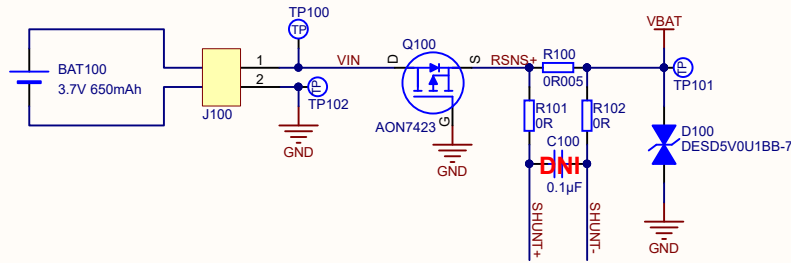 TP100
TP
VBAT
BAT100
3.7V 650mAh
1
2
J100
VIN
TP
TP102
GND
Q100
D
S
G
AON7423
GND
RSNS+
R100
0R005
TP
TP101
R101
0R
R102
0R
C100
DNI
0.1µF
SHUNT+
SHUNT-
D100
DESD5V0U1BB-7
GND